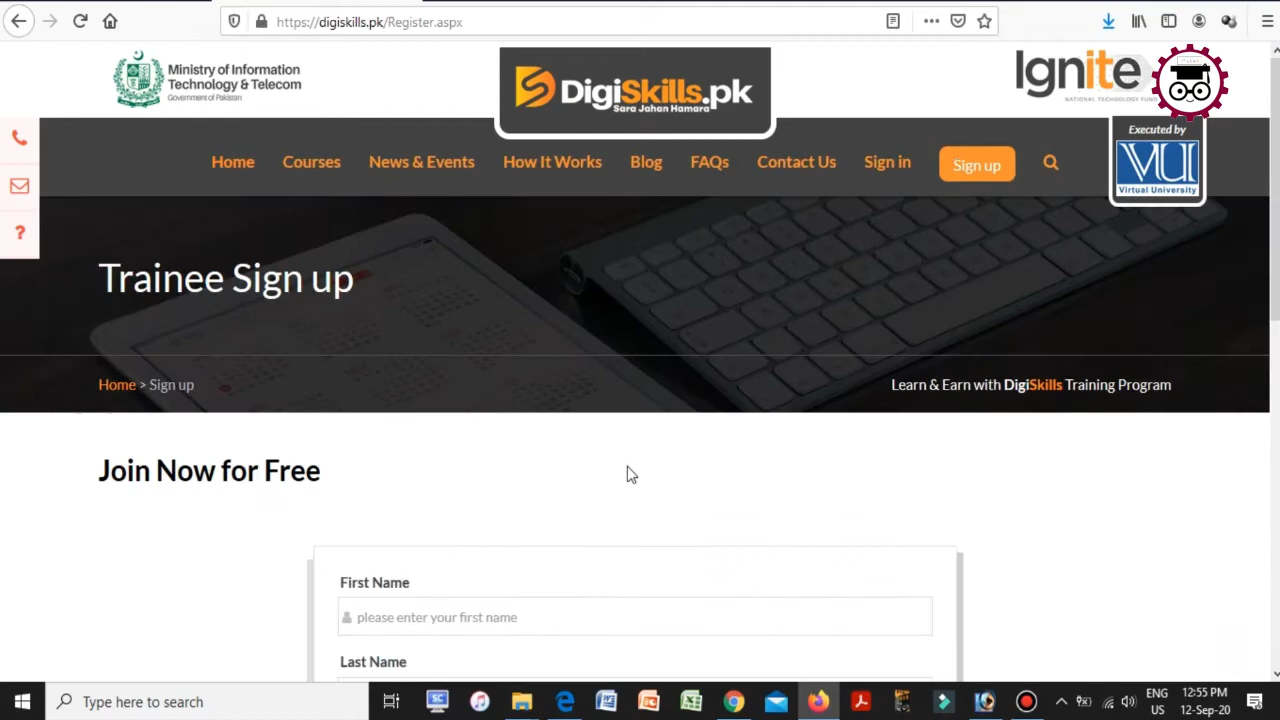 https://digiskills.pk/Register.aspx
Ministry of Information
Technology & Telecom
Government of Pakistan
DigiSkills.pk
Sara Jahan Hamara
Ignite
NATIONAL TECHNOLOGY FUND
Home
Courses
News & Events
How It Works
Blog
FAQs
Contact Us
Sign in
Sign up
Executed by
VU
Virtual University
?
Trainee Sign up
Home > Sign up
Learn & Earn with DigiSkills Training Program
Join Now for Free
First Name
please enter your first name
Last Name
Type here to search
SC
ENG
US
12:55 PM
12-Sep-20